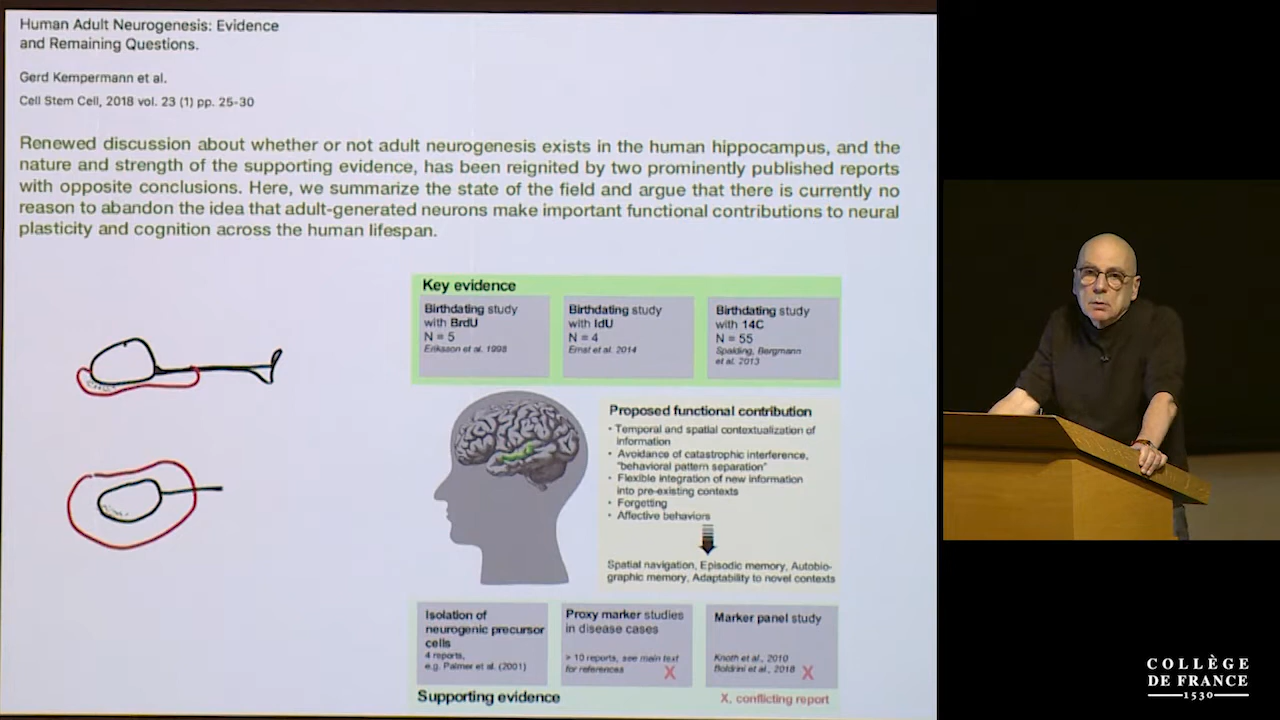 Human Adult Neurogenesis: Evidence
and Remaining Questions.
Gerd Kempermann et al.
Cell Stem Cell, 2018 vol. 23 (1) pp. 25-30
Renewed discussion about whether or not adult neurogenesis exists in the human hippocampus, and the
nature and strength of the supporting evidence, has been reignited by two prominently published reports
with opposite conclusions. Here, we summarize the state of the field and argue that there is currently no
reason to abandon the idea that adult-generated neurons make important functional contributions to neural
plasticity and cognition across the human lifespan.
Key evidence
Birthdating study
with BrdU
N = 5
Eriksson et al. 1998
Birthdating study
with IdU
N = 4
Ernst et al. 2014
Birthdating study
with 14C
N = 55
Spalding, Bergmann
et al. 2013
Proposed functional contribution
• Temporal and spatial contextualization of
information
• Avoidance of catastrophic interference,
"behavioral pattern separation"
• Flexible integration of new information
into pre-existing contexts
• Forgetting
• Affective behaviors
Spatial navigation, Episodic memory, Autobio-
graphic memory, Adaptability to novel contexts
Isolation of
neurogenic precursor
cells
4 reports,
e.g. Palmer et al. (2001)
Proxy marker studies
in disease cases
> 10 reports, see main text
for references
X
Marker panel study
Knoth et al., 2010
Boldrini et al., 2018
X
Supporting evidence
X, conflicting report
COLLÈGE
DE FRANCE
1530